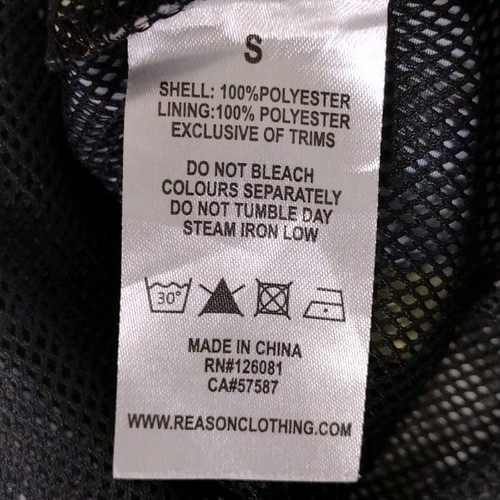 S
SHELL: 100%POLYESTER
LINING:100% POLYESTER
EXCLUSIVE OF TRIMS
DO NOT BLEACH
COLOURS SEPARATELY
DO NOT TUMBLE DAY
STEAM IRON LOW
30°
MADE IN CHINA
RN#126081
CA#57587
WWW.REASONCLOTHING.COM